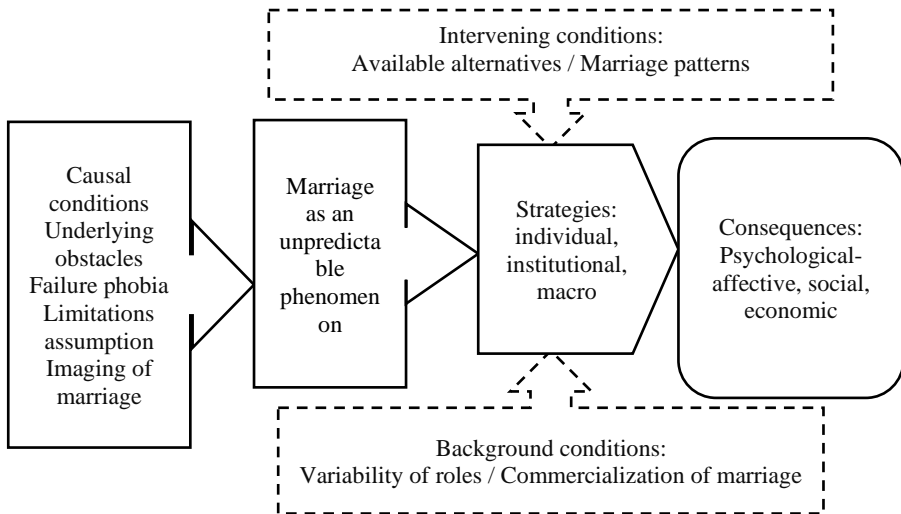 Intervening conditions:
Available alternatives / Marriage patterns
Causal
conditions
Underlying
obstacles
Failure phobia
Limitations
assumption
Imaging of
marriage
Marriage
as an
unpredicta
ble
phenomen
on
Strategies:
individual,
institutional,
macro
Consequences:
Psychological-
affective, social,
economic
Background conditions:
Variability of roles / Commercialization of marriage